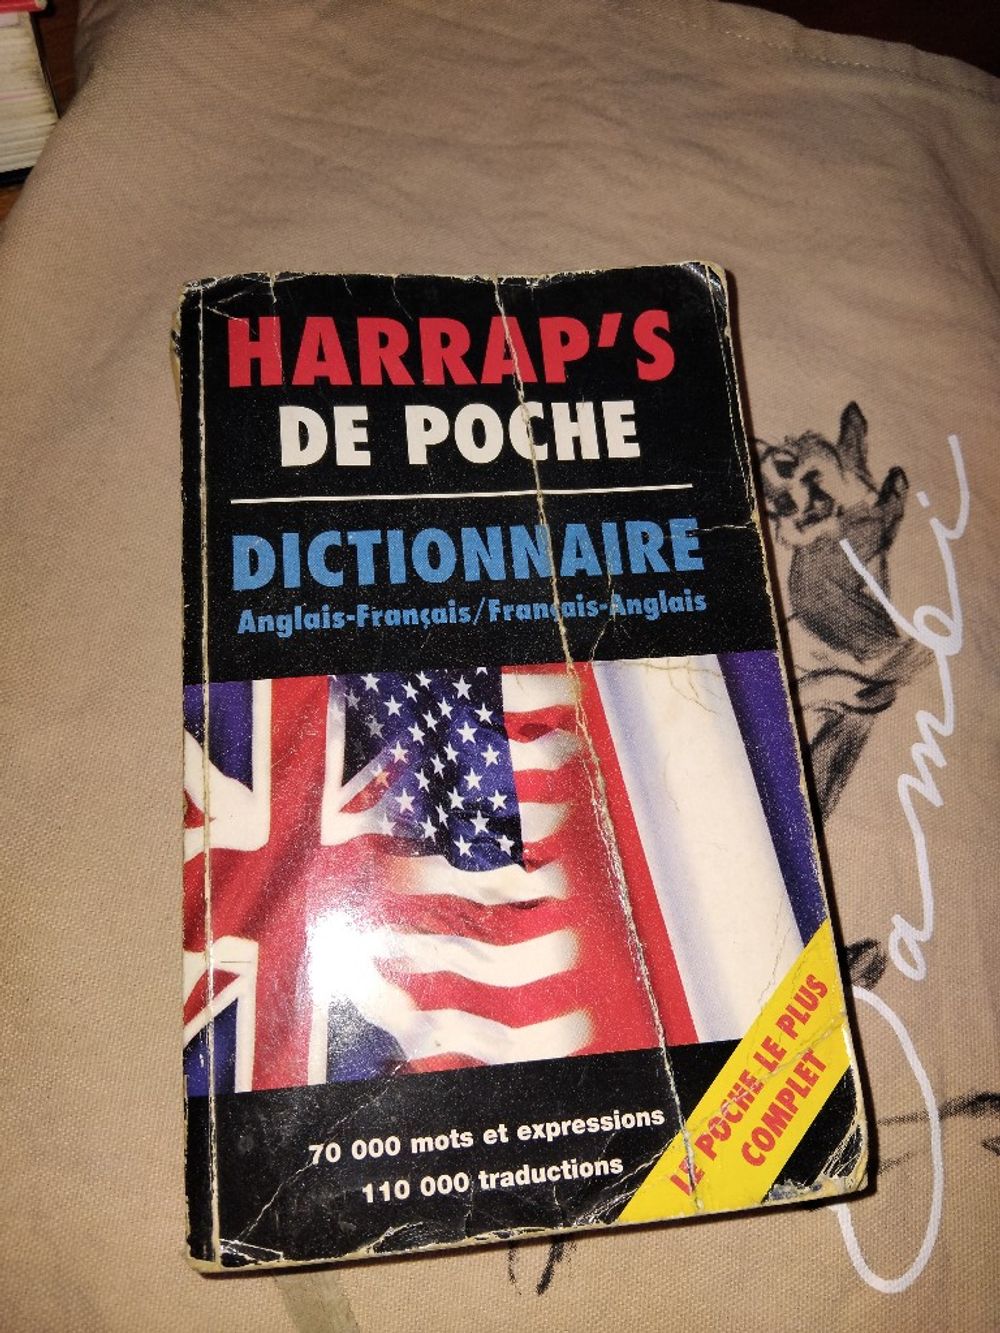 HARRAP'S
DE POCHE
DICTIONNAIRE
Anglais-Français/Français-Anglais
LE POCHE LE PLUS
COMPLET
70 000 mots et expressions
110 000 traductions